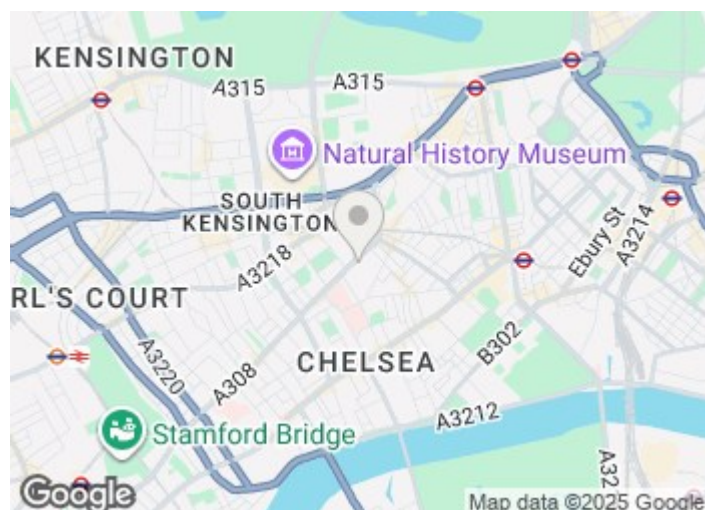 KENSINGTON
A315
A315
Natural History Museum
SOUTH
KENSINGTON
Ebury St
A3214
A3218
RL'S COURT
A3220
A308
CHELSEA
B302
A3212
Stamford Bridge
A32
Google
Map data ©2025 Google